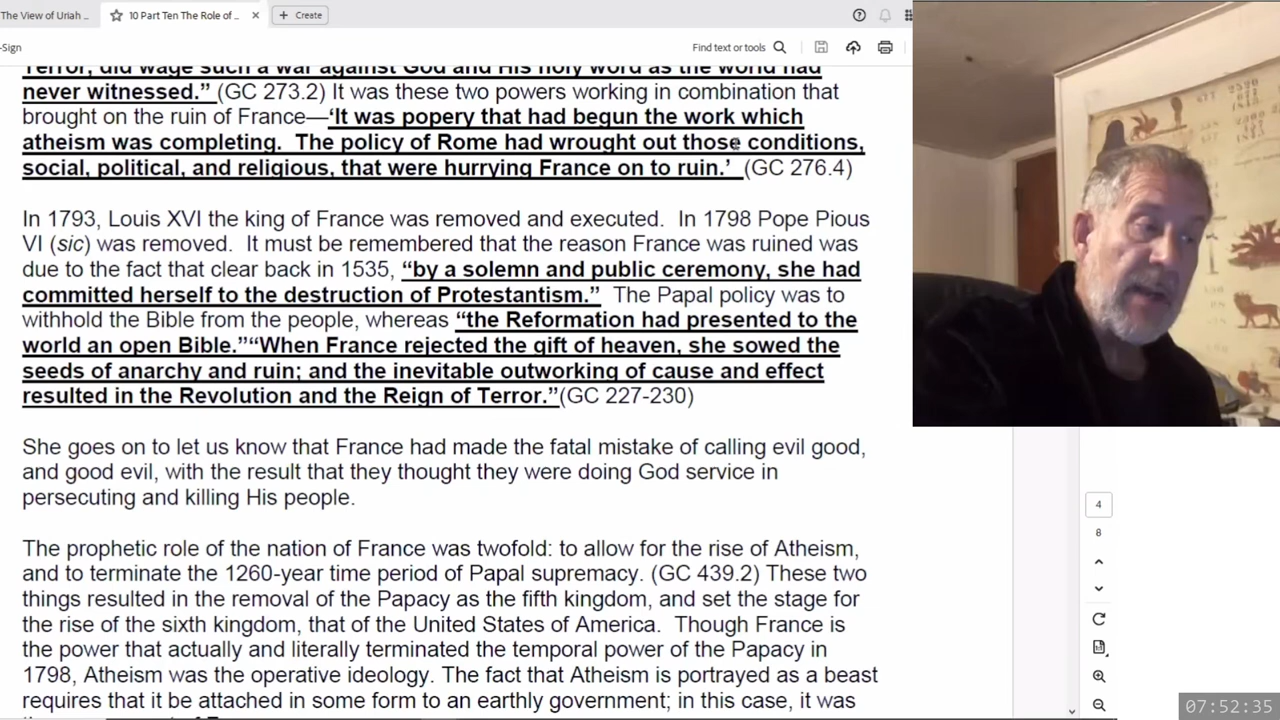 The View of Uriah ...
10 Part Ten The Role of ...
Create
-Sign
Find text or tools
Terror, did wage such a war against God and His holy word as the world had
never witnessed.” (GC 273.2) It was these two powers working in combination that
brought on the ruin of France—‘It was popery that had begun the work which
atheism was completing.  The policy of Rome had wrought out those conditions,
social, political, and religious, that were hurrying France on to ruin.’ (GC 276.4)
In 1793, Louis XVI the king of France was removed and executed.  In 1798 Pope Pious
VI (sic) was removed.  It must be remembered that the reason France was ruined was
due to the fact that clear back in 1535, “by a solemn and public ceremony, she had
committed herself to the destruction of Protestantism.”  The Papal policy was to
withhold the Bible from the people, whereas “the Reformation had presented to the
world an open Bible.”“When France rejected the gift of heaven, she sowed the
seeds of anarchy and ruin; and the inevitable outworking of cause and effect
resulted in the Revolution and the Reign of Terror.”(GC 227-230)
She goes on to let us know that France had made the fatal mistake of calling evil good,
and good evil, with the result that they thought they were doing God service in
persecuting and killing His people.
The prophetic role of the nation of France was twofold: to allow for the rise of Atheism,
and to terminate the 1260-year time period of Papal supremacy. (GC 439.2) These two
things resulted in the removal of the Papacy as the fifth kingdom, and set the stage for
the rise of the sixth kingdom, that of the United States of America.  Though France is
the power that actually and literally terminated the temporal power of the Papacy in
1798, Atheism was the operative ideology. The fact that Atheism is portrayed as a beast
requires that it be attached in some form to an earthly government; in this case, it was
4
8
07:52:35